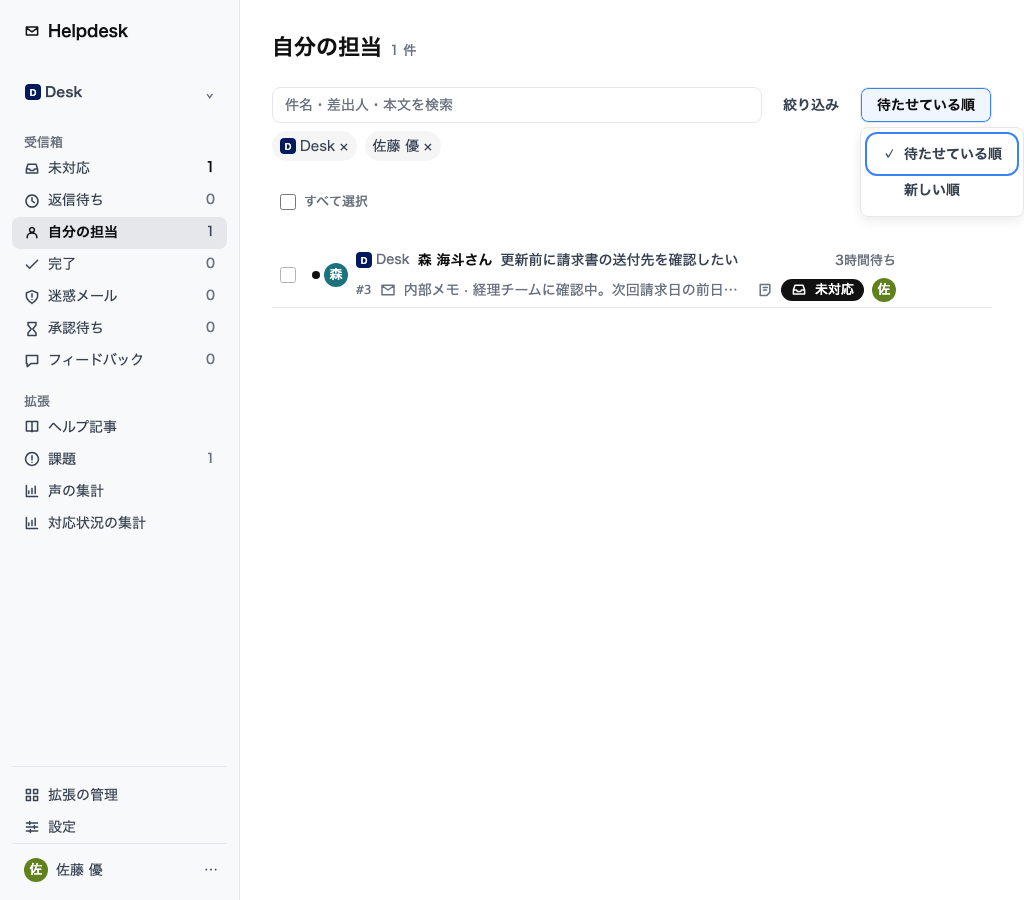 Helpdesk
D Desk
受信箱
未対応 1
返信待ち 0
自分の担当 1
完了 0
迷惑メール 0
承認待ち 0
フィードバック 0
拡張
ヘルプ記事
課題 1
声の集計
対応状況の集計
拡張の管理
設定
佐 佐藤 優 …
自分の担当 1 件
件名・差出人・本文を検索 絞り込み 待たせている順
D Desk × 佐藤 優 ×
✓ 待たせている順
新しい順
すべて選択
森 D Desk 森 海斗さん 更新前に請求書の送付先を確認したい 3時間待ち
#3 内部メモ · 経理チームに確認中。次回請求日の前日… 未対応 佐